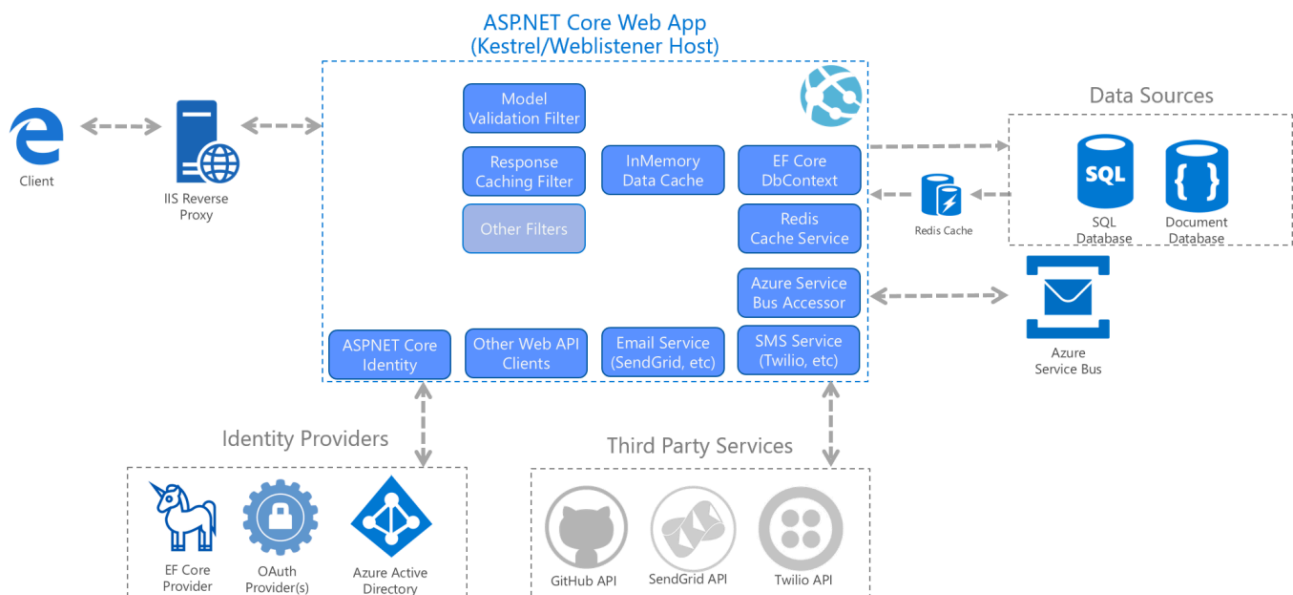 ASP.NET Core Web App
(Kestrel/Weblistener Host)
Client
IIS Reverse
Proxy
Model
Validation Filter
Response
Caching Filter
Other Filters
InMemory
Data Cache
EF Core
DbContext
Redis
Cache Service
Azure Service
Bus Accessor
ASPNET Core
Identity
Other Web API
Clients
Email Service
(SendGrid, etc)
SMS Service
(Twilio, etc)
Data Sources
SQL
SQL
Database
{ }
Document
Database
Redis Cache
Azure
Service Bus
Identity Providers
EF Core
Provider
OAuth
Provider(s)
Azure Active
Directory
Third Party Services
GitHub API
SendGrid API
Twilio API